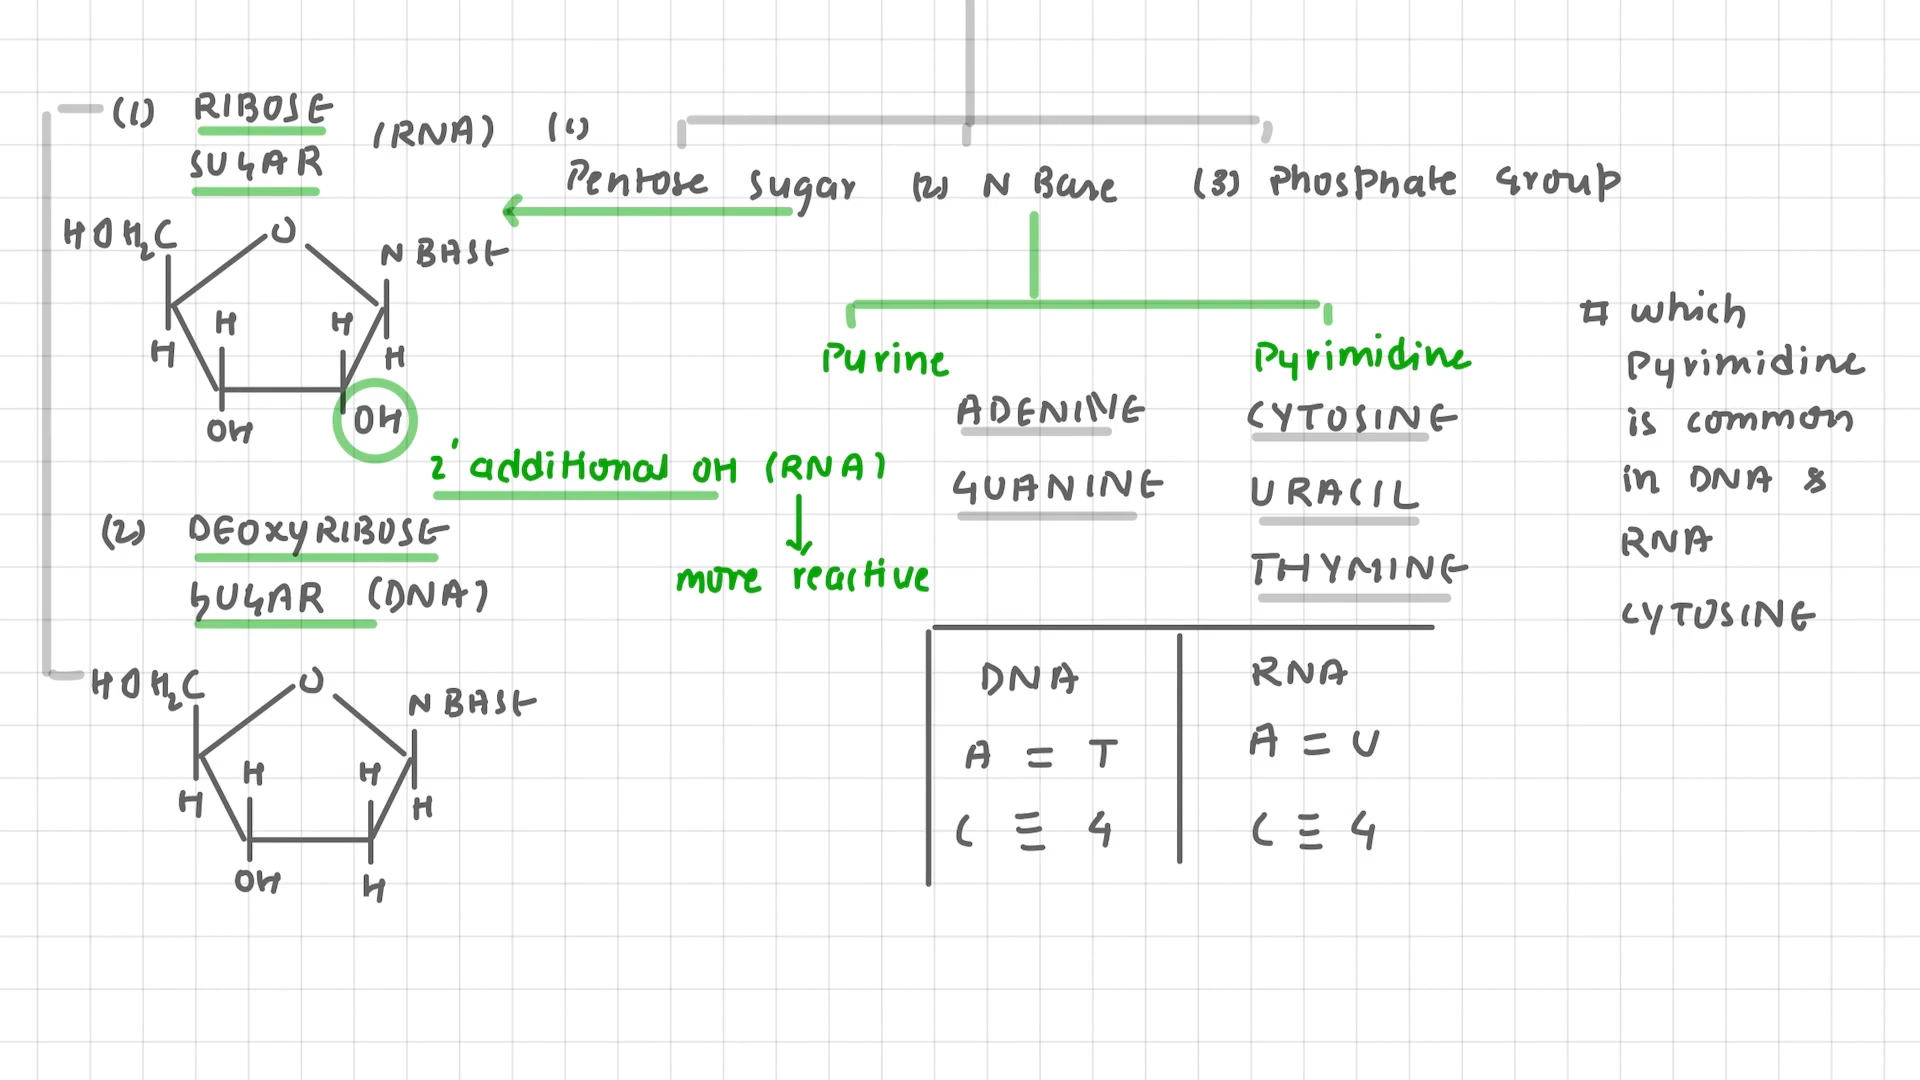 (1) RIBOSE
SUGAR
(RNA)
HOH₂C
O
N BASE
H
H
H
H
OH
OH
2' additional OH (RNA)
more reactive
(2) DEOXYRIBOSE
SUGAR (DNA)
HOH₂C
O
N BASE
H
H
H
H
OH
H
(1)
Pentose sugar
(2) N Base
(3) Phosphate Group
Purine
ADENINE
GUANINE
Pyrimidine
CYTOSINE
URACIL
THYMINE
DNA
A = T
C ≡ G
RNA
A = U
C ≡ G
# which
Pyrimidine
is common
in DNA &
RNA
CYTOSINE